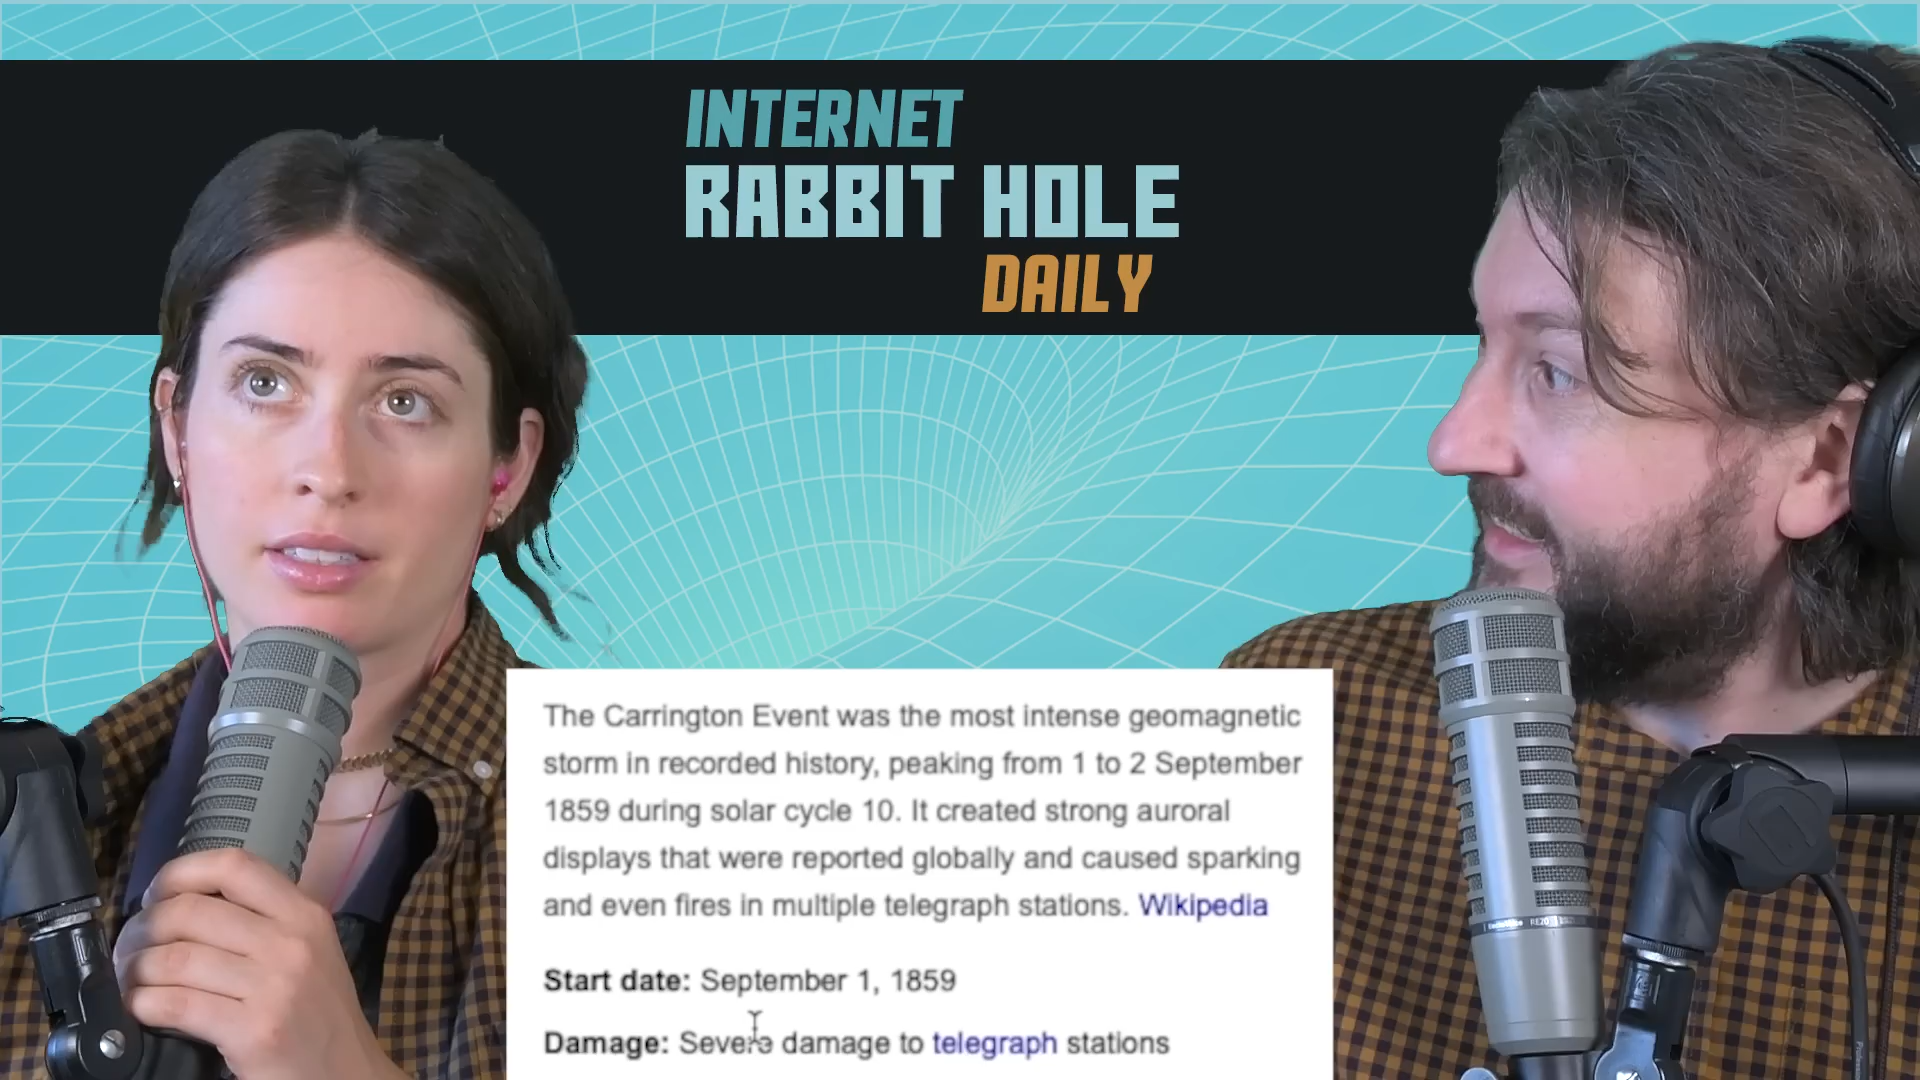 INTERNET
RABBIT HOLE
DAILY
The Carrington Event was the most intense geomagnetic
storm in recorded history, peaking from 1 to 2 September
1859 during solar cycle 10. It created strong auroral
displays that were reported globally and caused sparking
and even fires in multiple telegraph stations. Wikipedia
Start date: September 1, 1859
Damage: Severe damage to telegraph stations
RE20